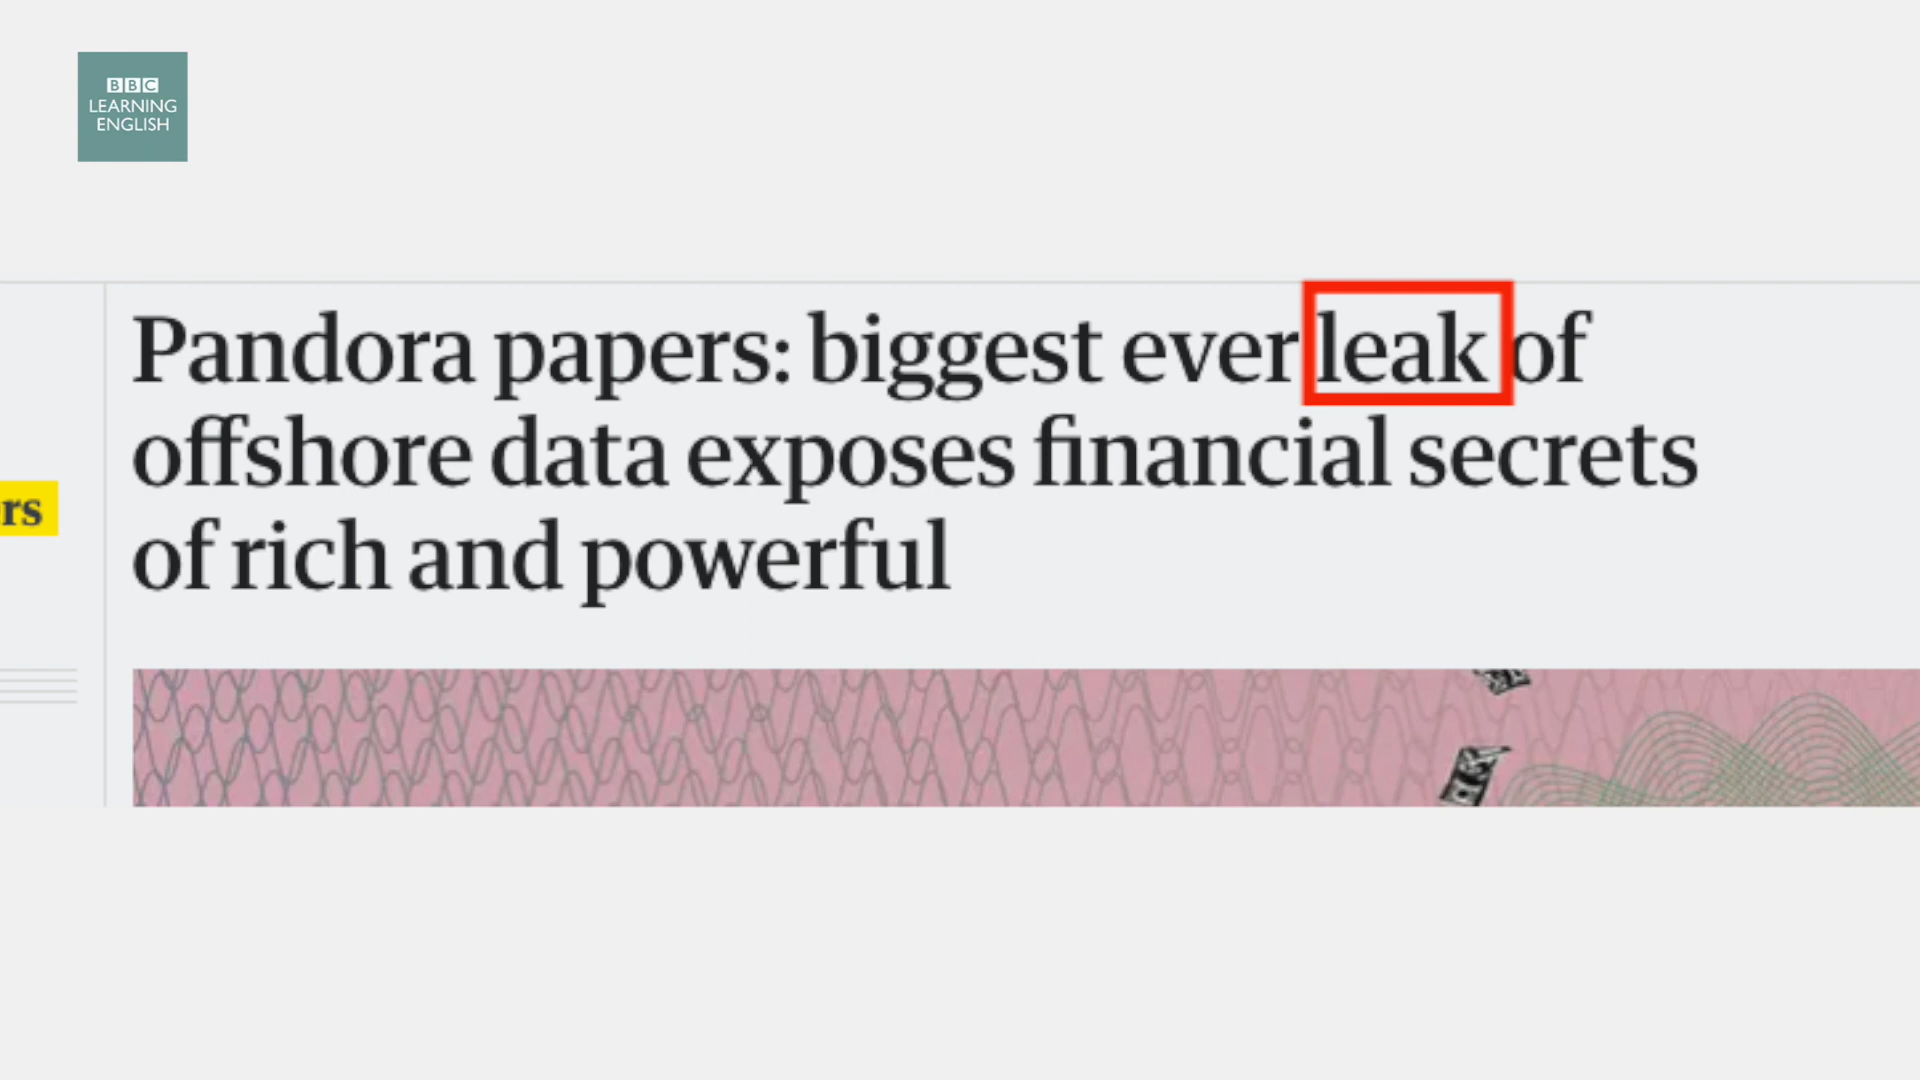 BBC
LEARNING
ENGLISH
Pandora papers: biggest ever leak of
offshore data exposes financial secrets
rs
of rich and powerful